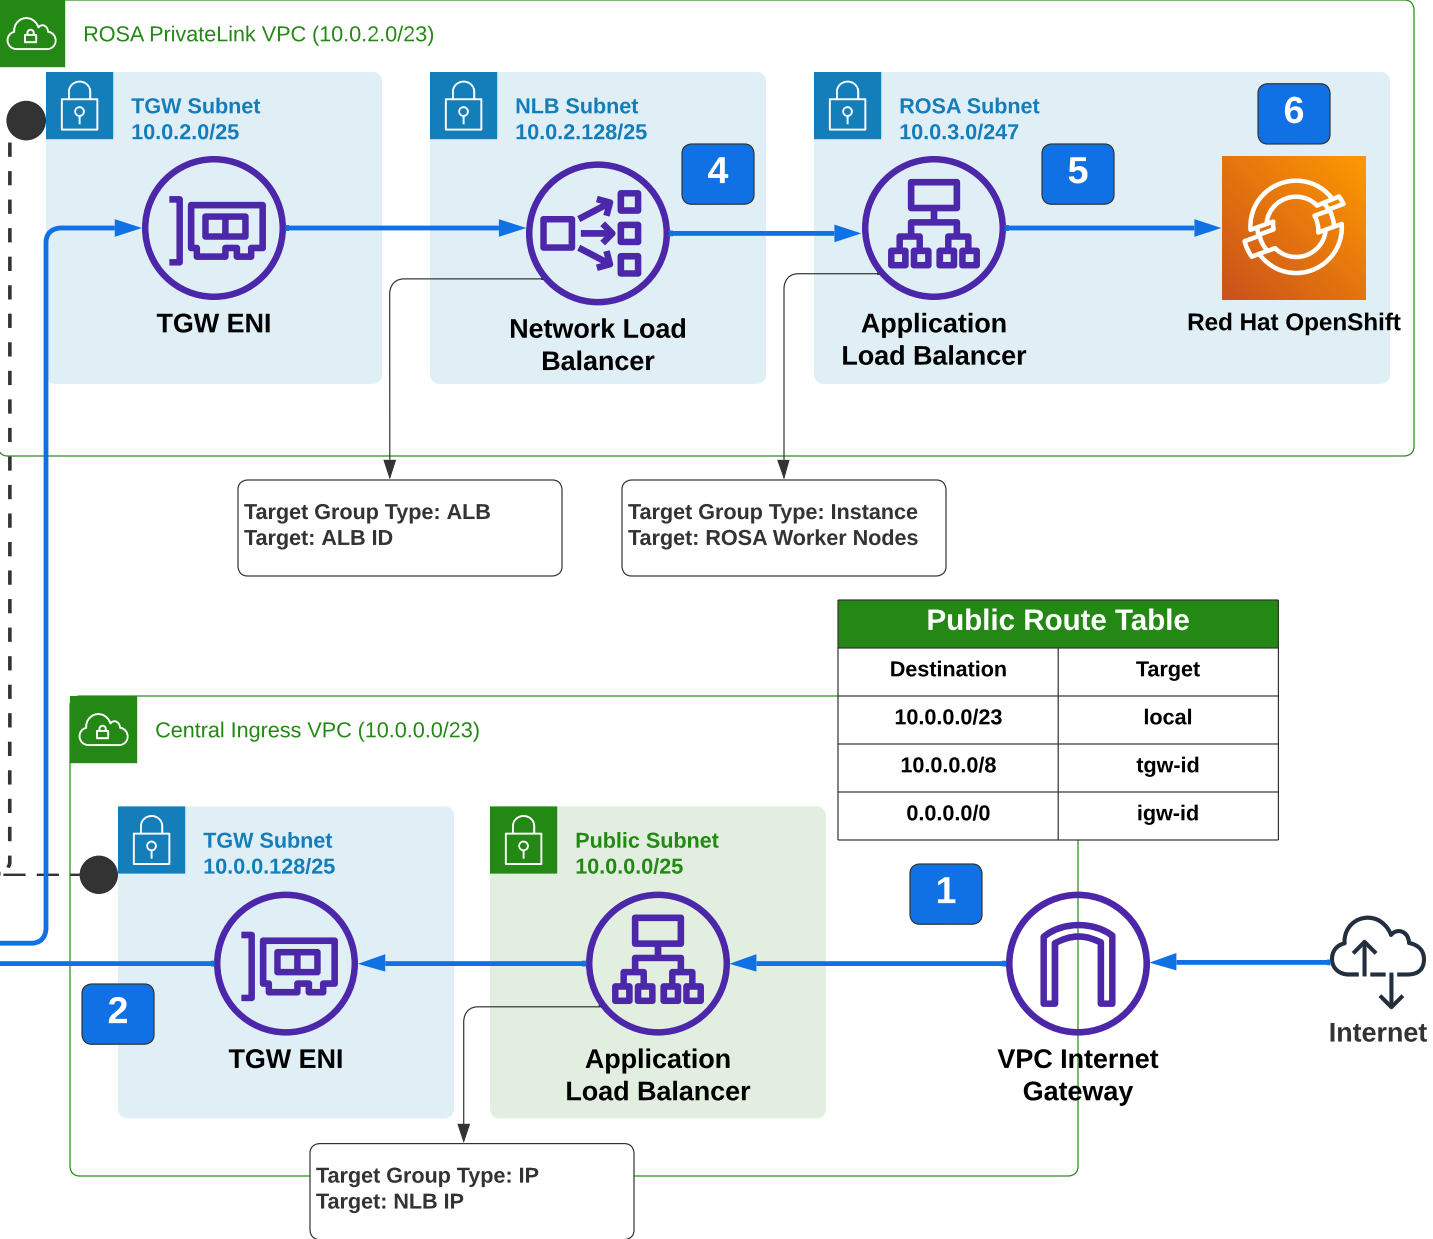 ROSA PrivateLink VPC (10.0.2.0/23)
TGW Subnet
10.0.2.0/25
TGW ENI
NLB Subnet
10.0.2.128/25
4
Network Load
Balancer
ROSA Subnet
10.0.3.0/247
5
6
Application
Load Balancer
Red Hat OpenShift
Target Group Type: ALB
Target: ALB ID
Target Group Type: Instance
Target: ROSA Worker Nodes
Public Route Table
Destination Target
10.0.0.0/23 local
10.0.0.0/8 tgw-id
0.0.0.0/0 igw-id
Central Ingress VPC (10.0.0.0/23)
TGW Subnet
10.0.0.128/25
2
TGW ENI
Public Subnet
10.0.0.0/25
Application
Load Balancer
1
VPC Internet
Gateway
Internet
Target Group Type: IP
Target: NLB IP